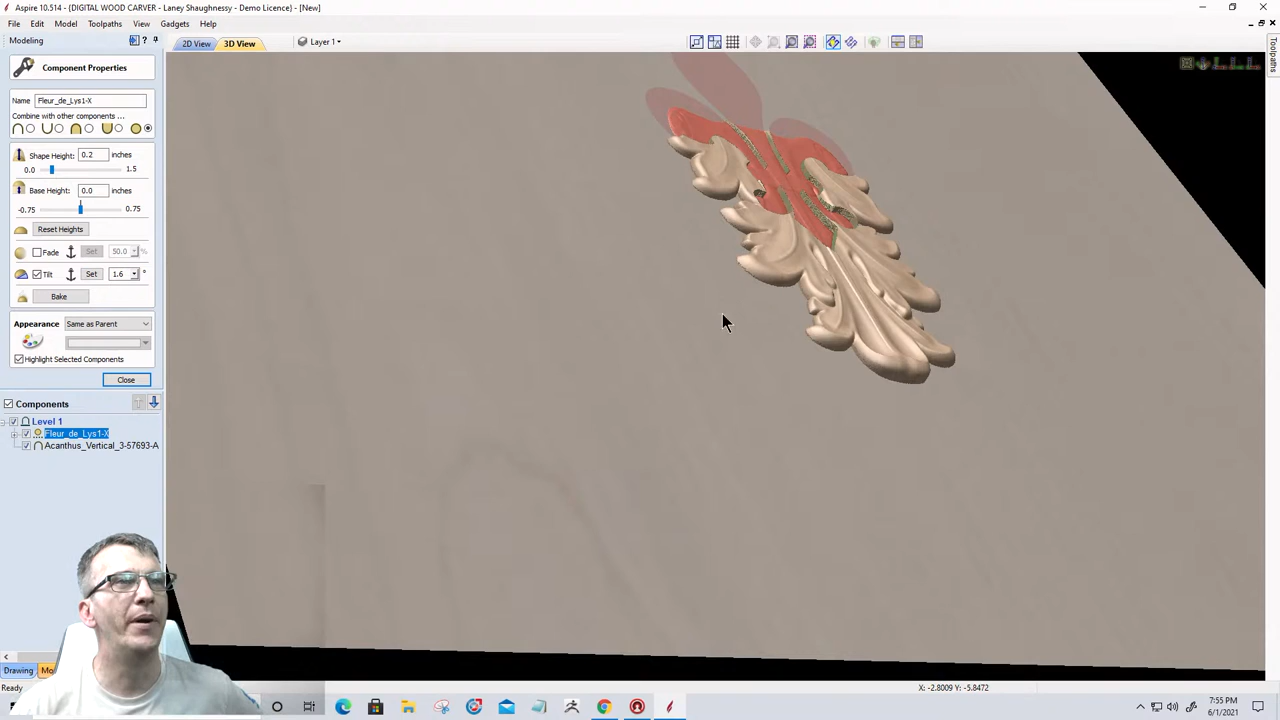 Aspire 10.514 - (DIGITAL WOOD CARVER - Laney Shaughnessy - Demo Licence) - [New]
File Edit Model Toolpaths View Gadgets Help
Modeling
2D View 3D View Layer 1
Component Properties
Name Fleur_de_Lys1-X
Combine with other components ...
Shape Height: 0.2 inches
0.0 1.5
Base Height: 0.0 inches
-0.75 0.75
Reset Heights
Fade Set 50.0 %
Tilt Set 1.6 °
Bake
Appearance Same as Parent
Highlight Selected Components
Close
Components
Level 1
Fleur_de_Lys1-X
Acanthus_Vertical_3-57693-A
Drawing
Ready
X: -2.8009 Y: -5.8472
7:55 PM
6/1/2021
Toolpaths